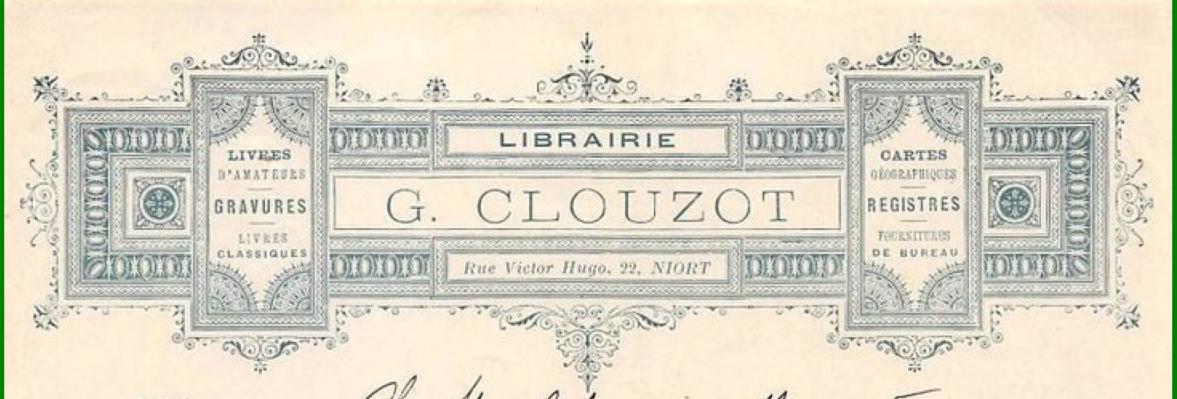 LIBRAIRIE
G. CLOUZOT
Rue Victor Hugo, 22, NIORT
LIVRES
D'AMATEURS
GRAVURES
LIVRES
CLASSIQUES
CARTES
GÉOGRAPHIQUES
REGISTRES
FOURNITURES
DE BUREAU